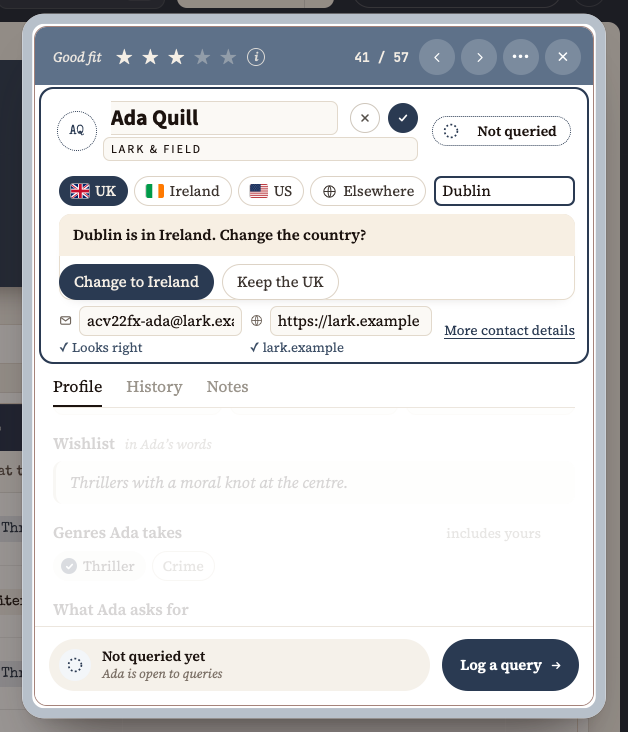 Good fit
41 / 57
AQ
Ada Quill
LARK & FIELD
Not queried
UK
Ireland
US
Elsewhere
Dublin
Dublin is in Ireland. Change the country?
Change to Ireland
Keep the UK
acv22fx-ada@lark.exa
https://lark.example
More contact details
✓ Looks right
✓ lark.example
Profile
History
Notes
Wishlist in Ada's words
Thrillers with a moral knot at the centre.
Genres Ada takes
includes yours
Thriller
Crime
What Ada asks for
Not queried yet
Ada is open to queries
Log a query →